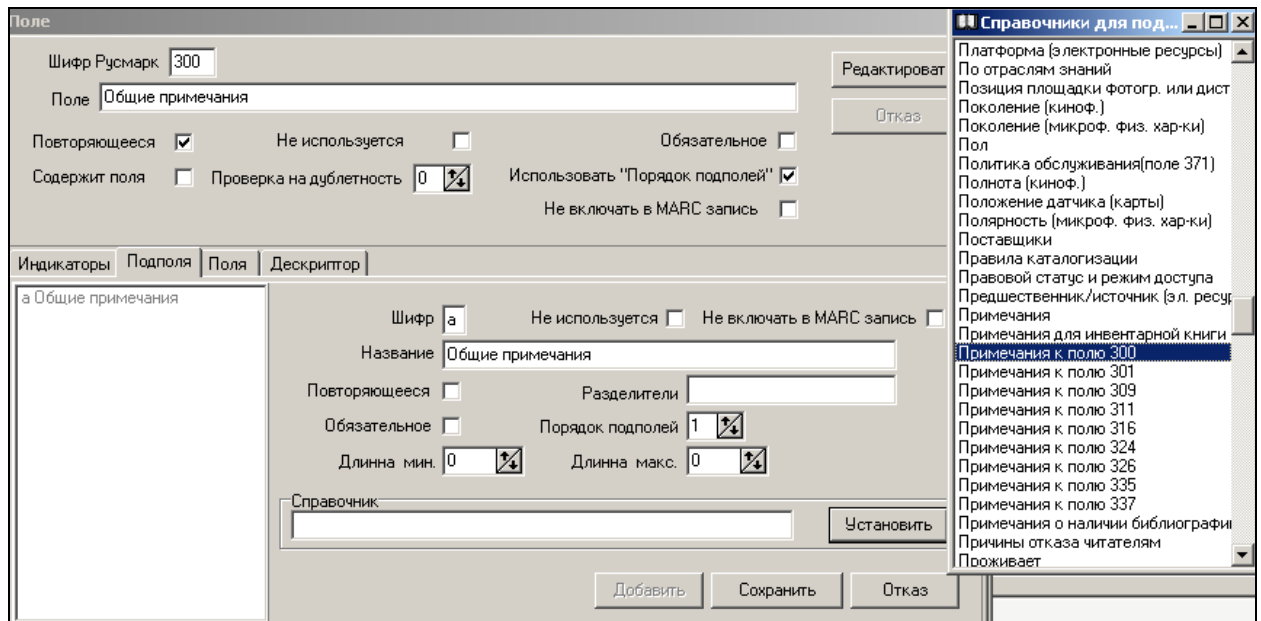 Поле
Шифр Русмарк 300
Поле Общие примечания
Редактироват
Отказ
Повторяющееся
Не используется
Обязательное
Содержит поля
Проверка на дублетность 0
Использовать "Порядок подполей"
Не включать в MARC запись
Индикаторы Подполя Поля Дескриптор
а Общие примечания
Шифр а Не используется Не включать в MARC запись
Название Общие примечания
Повторяющееся Разделители
Обязательное Порядок подполей 1
Длинна мин. 0 Длинна макс. 0
Справочник
Установить
Добавить Сохранить Отказ
Справочники для под...
Платформа (электронные ресурсы)
По отраслям знаний
Позиция площадки фотогр. или дист
Поколение (киноф.)
Поколение (микроф. физ. хар-ки)
Пол
Политика обслуживания(поле 371)
Полнота (киноф.)
Положение датчика (карты)
Полярность (микроф. физ. хар-ки)
Поставщики
Правила каталогизации
Правовой статус и режим доступа
Предшественник/источник (эл. ресур
Примечания
Примечания для инвентарной книги
Примечания к полю 300
Примечания к полю 301
Примечания к полю 309
Примечания к полю 311
Примечания к полю 316
Примечания к полю 324
Примечания к полю 326
Примечания к полю 335
Примечания к полю 337
Примечания о наличии библиографи
Причины отказа читателям
Проживает